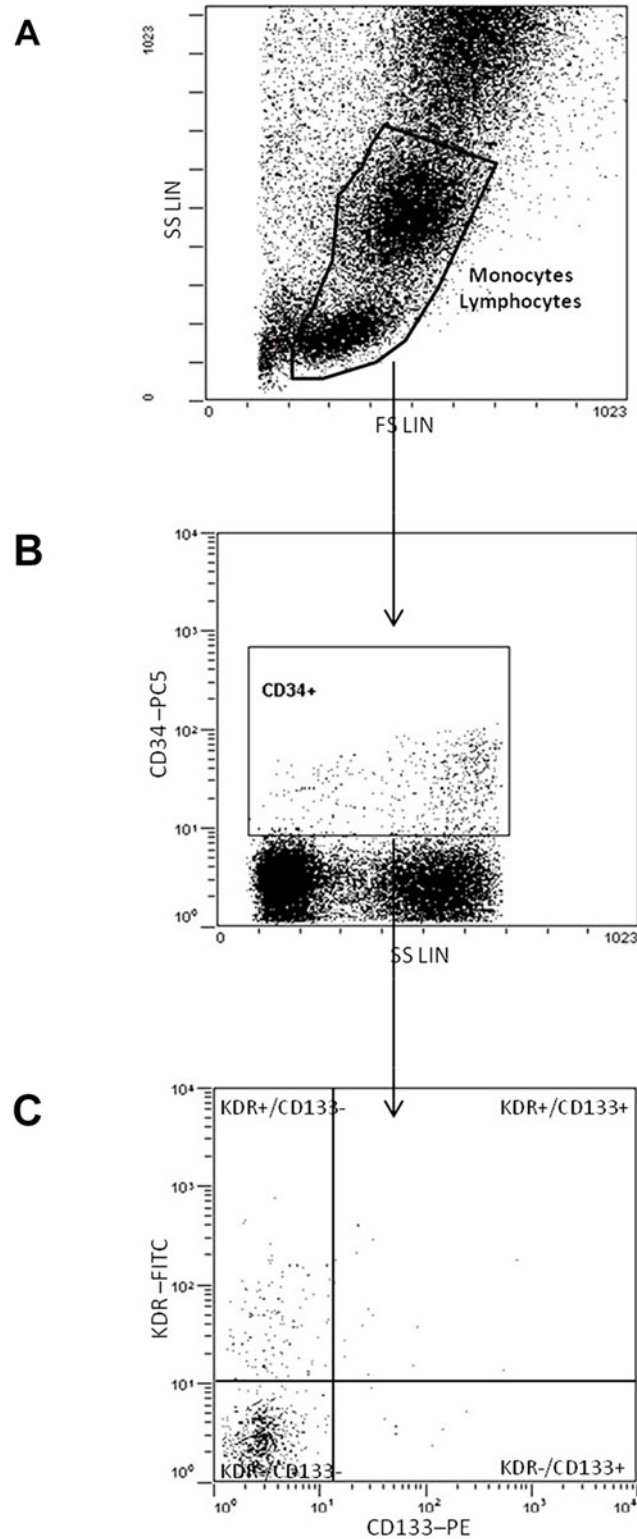 A
1023
SS LIN
0
Monocytes
Lymphocytes
0
1023
FS LIN
B
10⁴
10³
10²
10¹
10⁰
CD34 –PC5
CD34+
0
1023
SS LIN
C
10⁴
10³
10²
10¹
10⁰
KDR –FITC
KDR+/CD133-
KDR+/CD133+
KDR-/CD133-
KDR-/CD133+
10⁰ 10¹ 10² 10³ 10⁴
CD133–PE